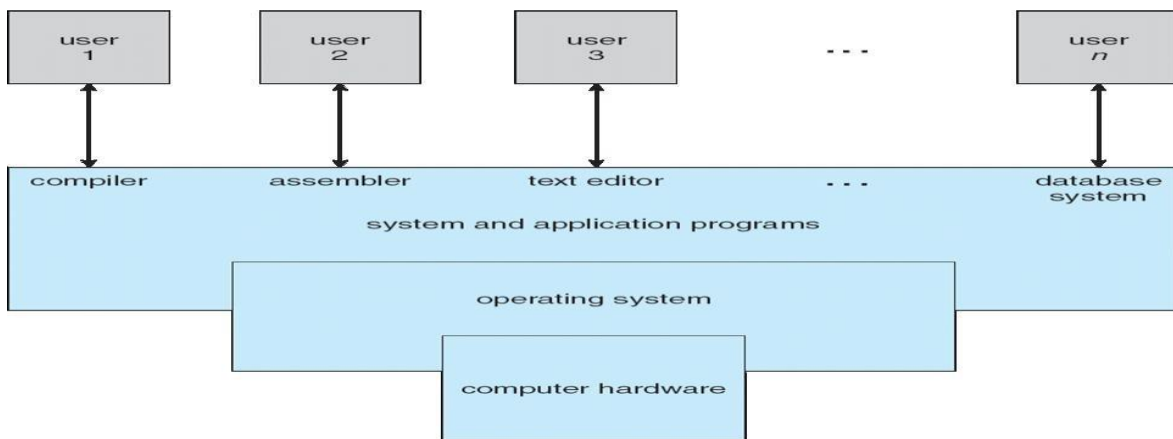 user
1
user
2
user
3
...
user
n
compiler
assembler
text editor
...
database
system
system and application programs
operating system
computer hardware